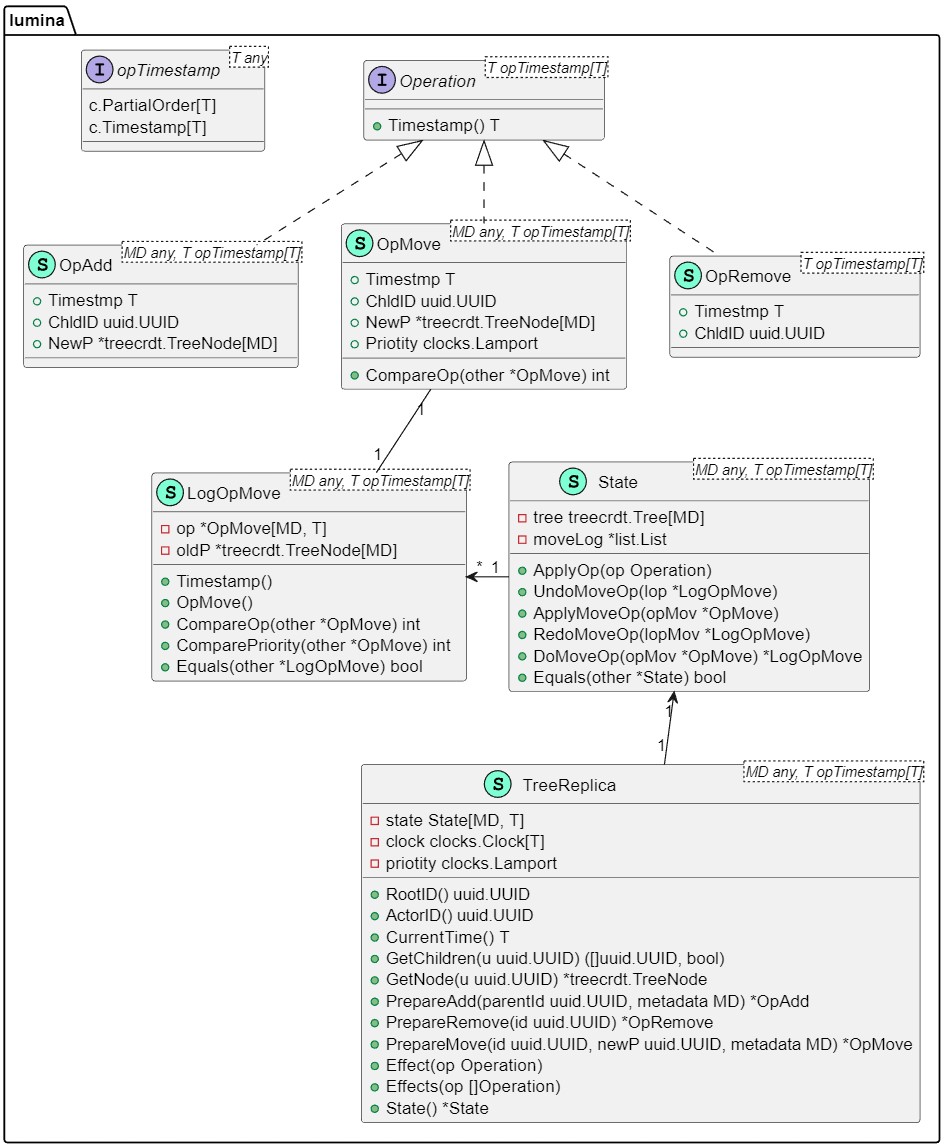 lumina
I opTimestamp
T any
c.PartialOrder[T]
c.Timestamp[T]
I Operation
T opTimestamp[T]
Timestamp() T
S OpAdd
MD any, T opTimestamp[T]
Timestmp T
ChldID uuid.UUID
NewP *treecrdt.TreeNode[MD]
S OpMove
MD any, T opTimestamp[T]
Timestmp T
ChldID uuid.UUID
NewP *treecrdt.TreeNode[MD]
Priotity clocks.Lamport
CompareOp(other *OpMove) int
S OpRemove
T opTimestamp[T]
Timestmp T
ChldID uuid.UUID
1
1
S LogOpMove
MD any, T opTimestamp[T]
op *OpMove[MD, T]
oldP *treecrdt.TreeNode[MD]
Timestamp()
OpMove()
CompareOp(other *OpMove) int
ComparePriority(other *OpMove) int
Equals(other *LogOpMove) bool
* 1
S State
MD any, T opTimestamp[T]
tree treecrdt.Tree[MD]
moveLog *list.List
ApplyOp(op Operation)
UndoMoveOp(lop *LogOpMove)
ApplyMoveOp(opMov *OpMove)
RedoMoveOp(lopMov *LogOpMove)
DoMoveOp(opMov *OpMove) *LogOpMove
Equals(other *State) bool
1
1
S TreeReplica
MD any, T opTimestamp[T]
state State[MD, T]
clock clocks.Clock[T]
priotity clocks.Lamport
RootID() uuid.UUID
ActorID() uuid.UUID
CurrentTime() T
GetChildren(u uuid.UUID) ([]uuid.UUID, bool)
GetNode(u uuid.UUID) *treecrdt.TreeNode
PrepareAdd(parentId uuid.UUID, metadata MD) *OpAdd
PrepareRemove(id uuid.UUID) *OpRemove
PrepareMove(id uuid.UUID, newP uuid.UUID, metadata MD) *OpMove
Effect(op Operation)
Effects(op []Operation)
State() *State